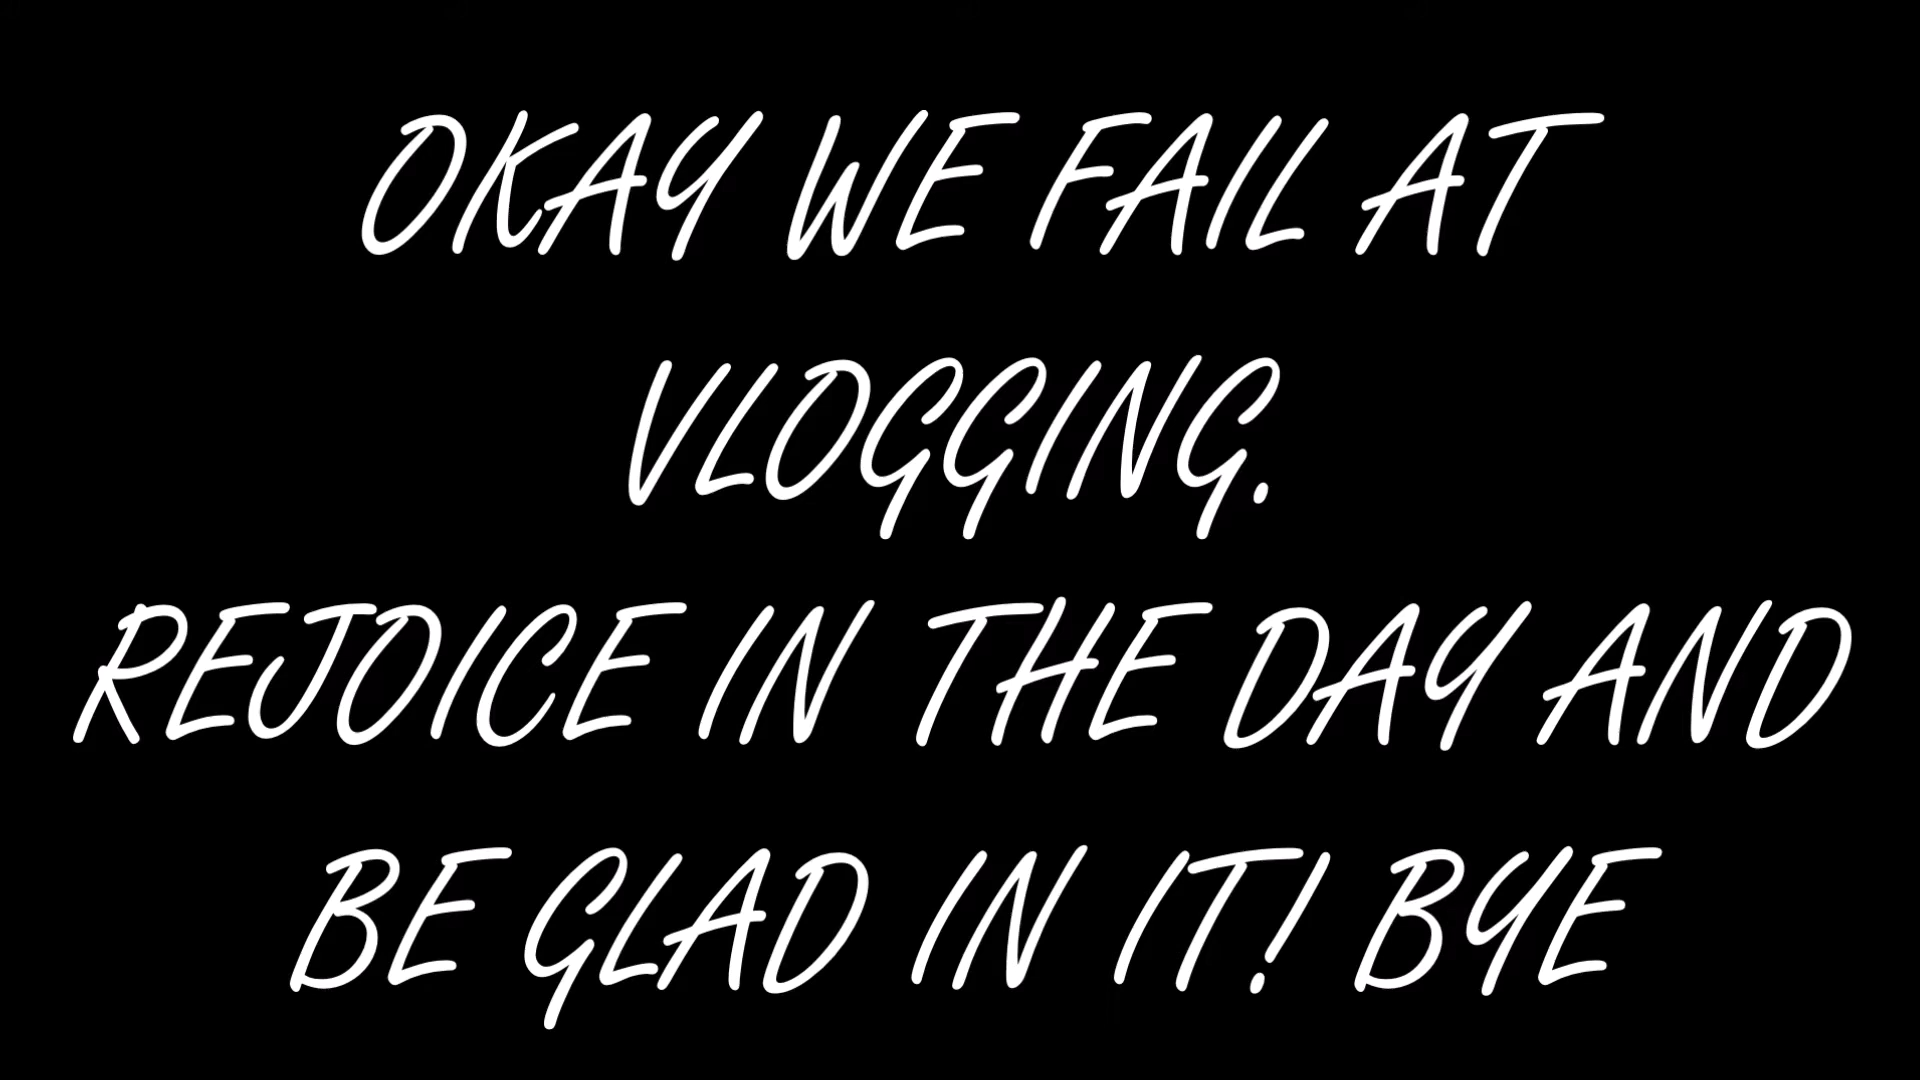 OKAY WE FAIL AT
VLOGGING.
REJOICE IN THE DAY AND
BE GLAD IN IT! BYE